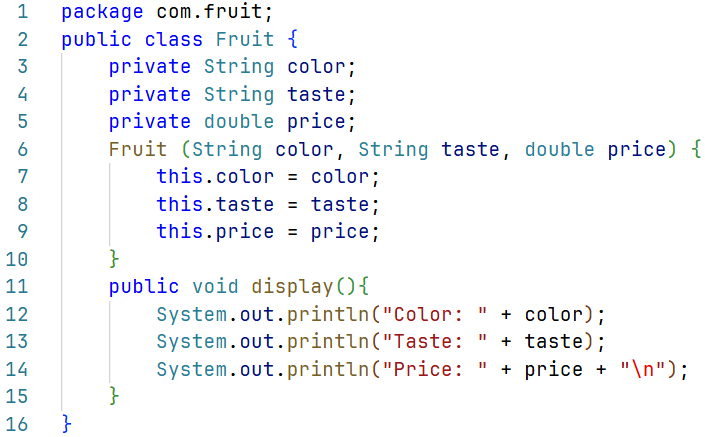 1 package com.fruit;
2 public class Fruit {
3     private String color;
4     private String taste;
5     private double price;
6     Fruit (String color, String taste, double price) {
7         this.color = color;
8         this.taste = taste;
9         this.price = price;
10     }
11     public void display(){
12         System.out.println("Color: " + color);
13         System.out.println("Taste: " + taste);
14         System.out.println("Price: " + price + "\n");
15     }
16 }